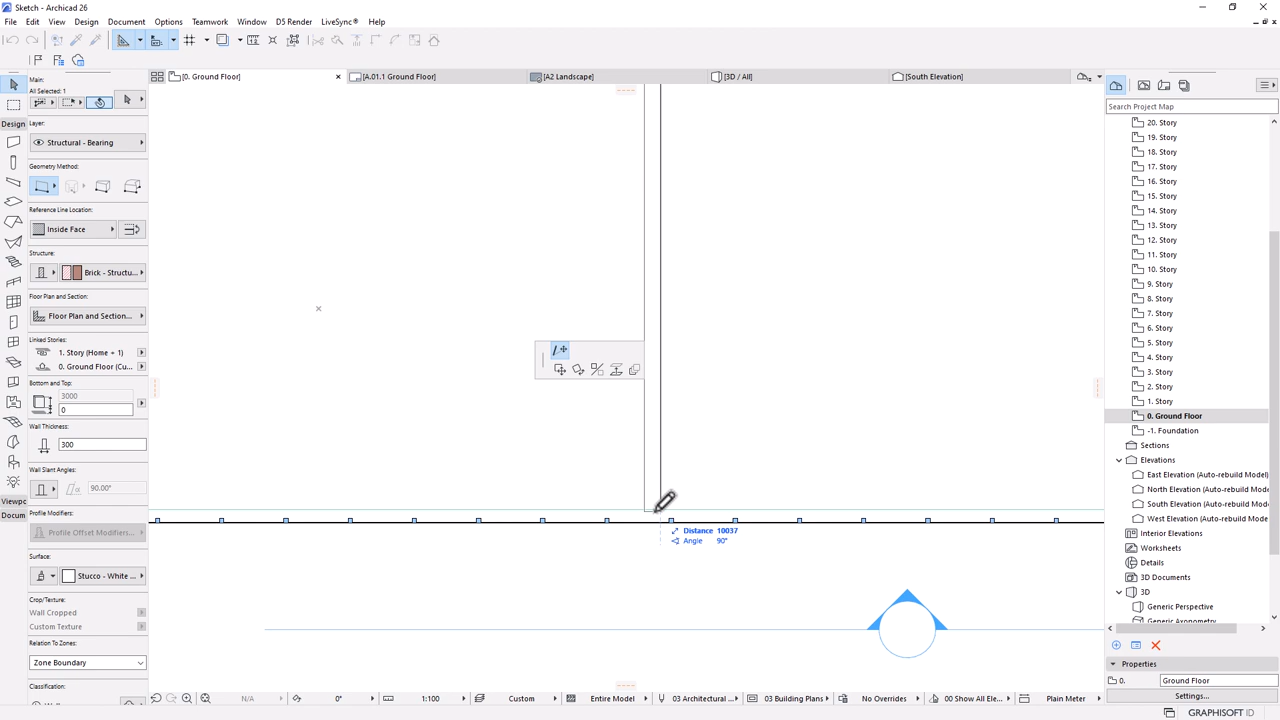 Sketch - Archicad 26
File Edit View Design Document Options Teamwork Window D5 Render LiveSync® Help
[0. Ground Floor] [A.01.1 Ground Floor] [A2 Landscape] [3D / All] [South Elevation]
Main:
All Selected: 1
Design
Layer:
Structural - Bearing
Geometry Method:
Reference Line Location:
Inside Face
Structure:
Brick - Structu...
Floor Plan and Section:
Floor Plan and Section...
Linked Stories:
1. Story (Home + 1)
0. Ground Floor (Cu...
Bottom and Top:
3000
0
Wall Thickness:
300
Wall Slant Angles:
90.00°
Viewpo
Docum
Profile Modifiers:
Profile Offset Modifiers...
Surface:
Stucco - White ...
Crop/Texture:
Wall Cropped
Custom Texture
Relation To Zones:
Zone Boundary
Classification:
Distance 10037
Angle 90°
Search Project Map
20. Story
19. Story
18. Story
17. Story
16. Story
15. Story
14. Story
13. Story
12. Story
11. Story
10. Story
9. Story
8. Story
7. Story
6. Story
5. Story
4. Story
3. Story
2. Story
1. Story
0. Ground Floor
-1. Foundation
Sections
Elevations
East Elevation (Auto-rebuild Model)
North Elevation (Auto-rebuild Mode
South Elevation (Auto-rebuild Mode
West Elevation (Auto-rebuild Mode
Interior Elevations
Worksheets
Details
3D Documents
3D
Generic Perspective
Generic Axonometry
Properties
0. Ground Floor
Settings...
N/A 0° 1:100 Custom Entire Model 03 Architectural ... 03 Building Plans No Overrides 00 Show All Ele... Plain Meter
GRAPHISOFT ID